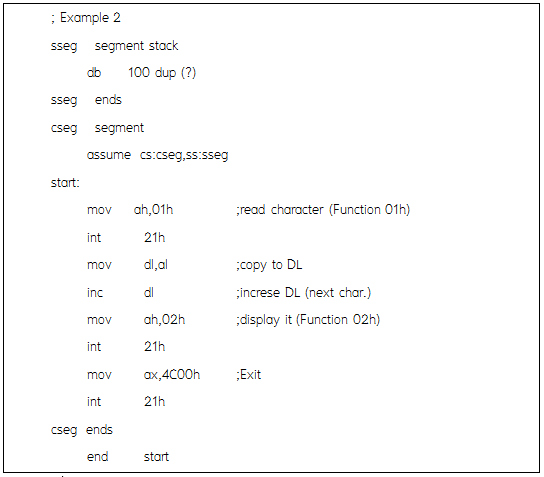 ; Example 2
sseg segment stack
db 100 dup (?)
sseg ends
cseg segment
assume cs:cseg,ss:sseg
start:
mov ah,01h ;read character (Function 01h)
int 21h
mov dl,al ;copy to DL
inc dl ;increse DL (next char.)
mov ah,02h ;display it (Function 02h)
int 21h
mov ax,4C00h ;Exit
int 21h
cseg ends
end start